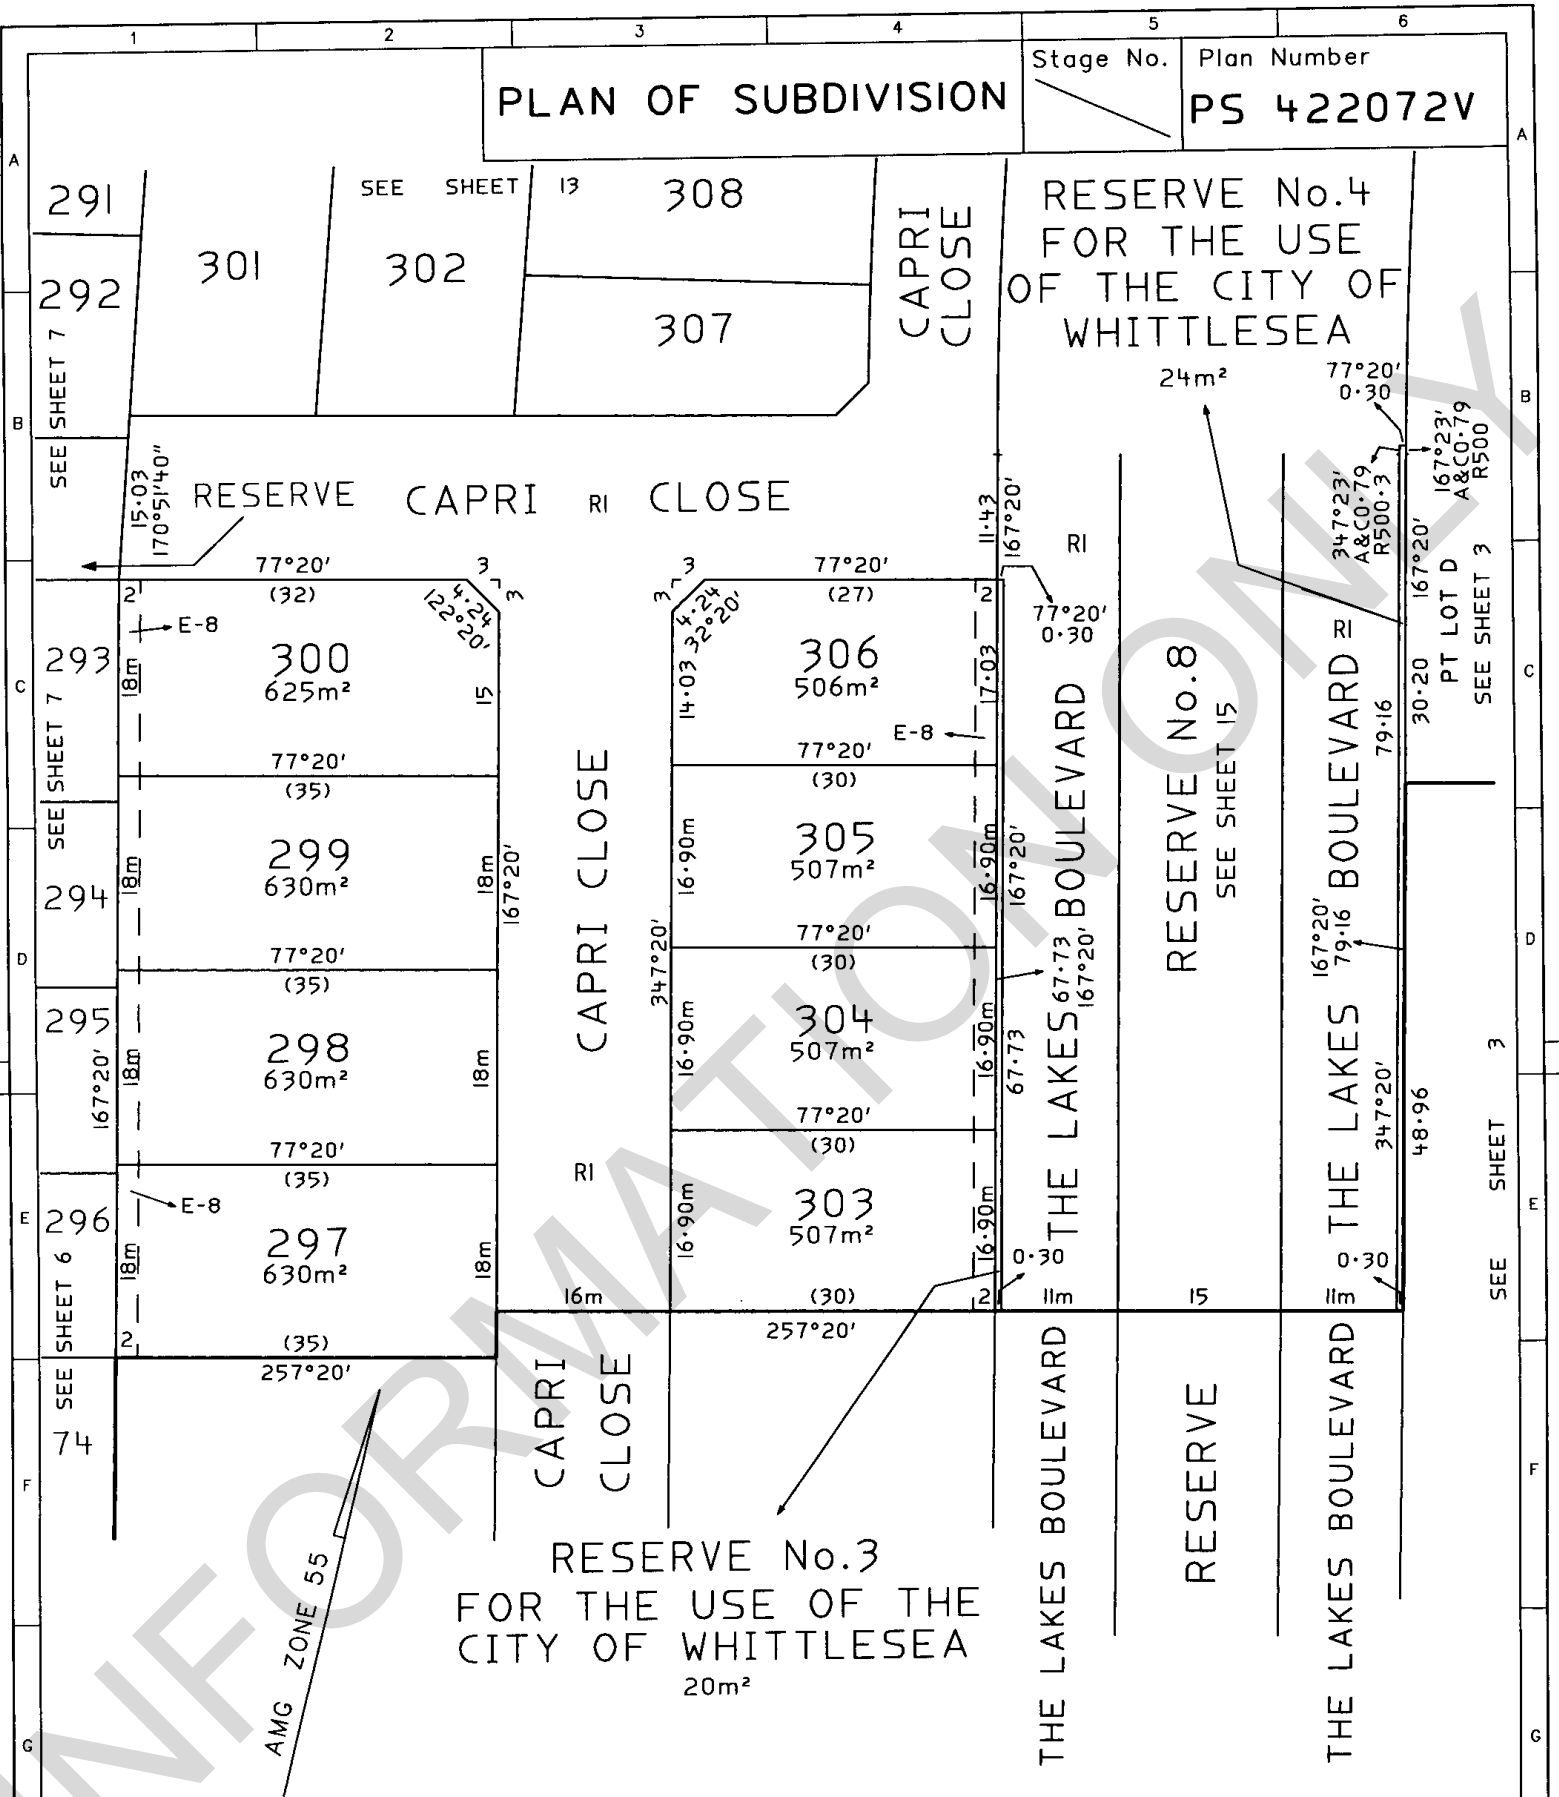 1 2 3 4 5 6
PLAN OF SUBDIVISION
Stage No.
Plan Number
PS 422072V
A
A
291
SEE SHEET 13
308
301
302
292
307
CAPRI
CLOSE
RESERVE No.4
FOR THE USE
OF THE CITY OF
WHITTLESEA
24m²
77°20'
0·30
B
B
SEE SHEET 7
15·03
170°51'40"
RESERVE
CAPRI RI CLOSE
11·43
167°20'
RI
347°23'
A&C0·79
R500·3
167°23'
A&C0·79
R500
167°20'
PT LOT D
SEE SHEET 3
30·20
77°20'
(32)
3
3
4·24
122°20'
3
3
4·24
32°20'
77°20'
(27)
2
2
77°20'
0·30
E-8
C
C
293
18m
300
625m²
15
14·03
306
506m²
17·03
E-8
RI
SEE SHEET 7
77°20'
(35)
77°20'
(30)
79·16
18m
299
630m²
18m
167°20'
CAPRI CLOSE
16·90m
305
507m²
16·90m
167°20'
THE LAKES BOULEVARD
RESERVE No.8
SEE SHEET 15
THE LAKES BOULEVARD
294
D
D
77°20'
(35)
347°20'
77°20'
(30)
67·73
167°20'
167°20'
79·16
295
167°20'
18m
298
630m²
18m
16·90m
304
507m²
16·90m
67·73
347°20'
48·96
SEE SHEET 3
77°20'
(35)
RI
77°20'
(30)
E
E
296
E-8
18m
297
630m²
18m
16·90m
303
507m²
16·90m
0·30
0·30
SEE SHEET 6
2
(35)
257°20'
16m
(30)
257°20'
2
11m
15
11m
74
CAPRI
CLOSE
THE LAKES BOULEVARD
RESERVE
THE LAKES BOULEVARD
F
F
AMG ZONE 55
RESERVE No.3
FOR THE USE OF THE
CITY OF WHITTLESEA
20m²
G
G
INFORMATION ONLY